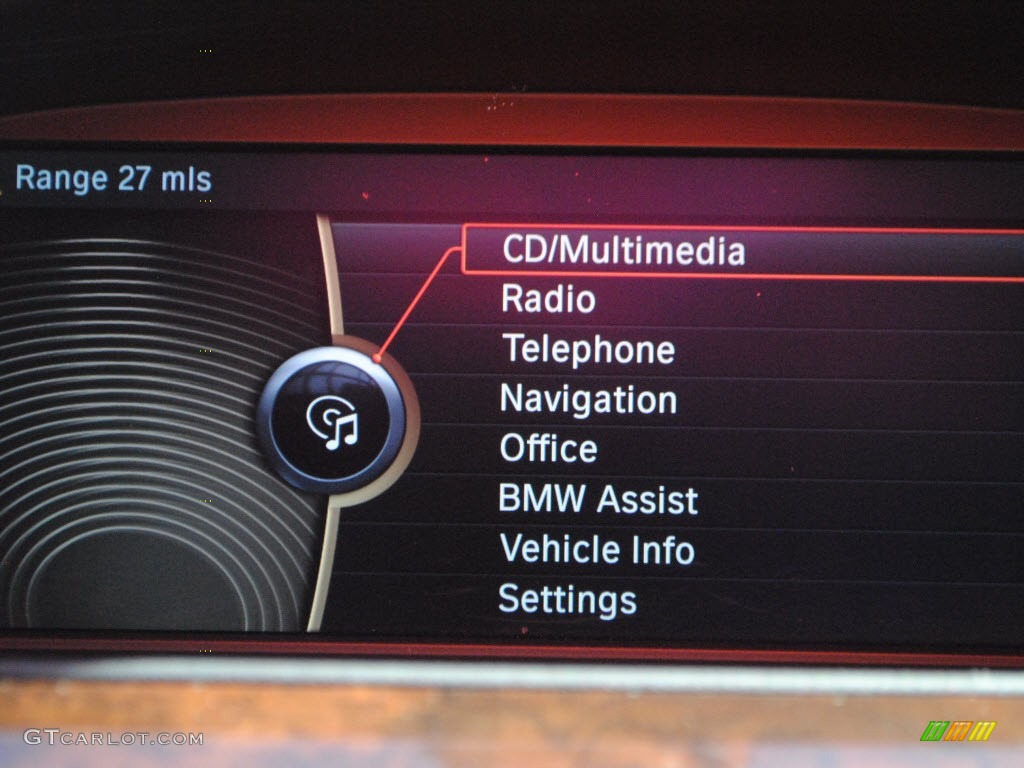 Range 27 mls
CD/Multimedia
Radio
Telephone
Navigation
Office
BMW Assist
Vehicle Info
Settings
GTCARLOT.COM